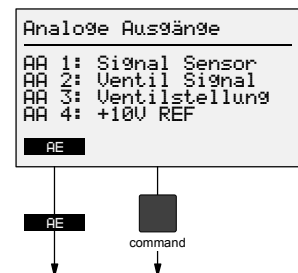 Analoge Ausgänge
AA 1: Signal Sensor
AA 2: Ventil Signal
AA 3: Ventilstellung
AA 4: +10V REF
AE
AE
command